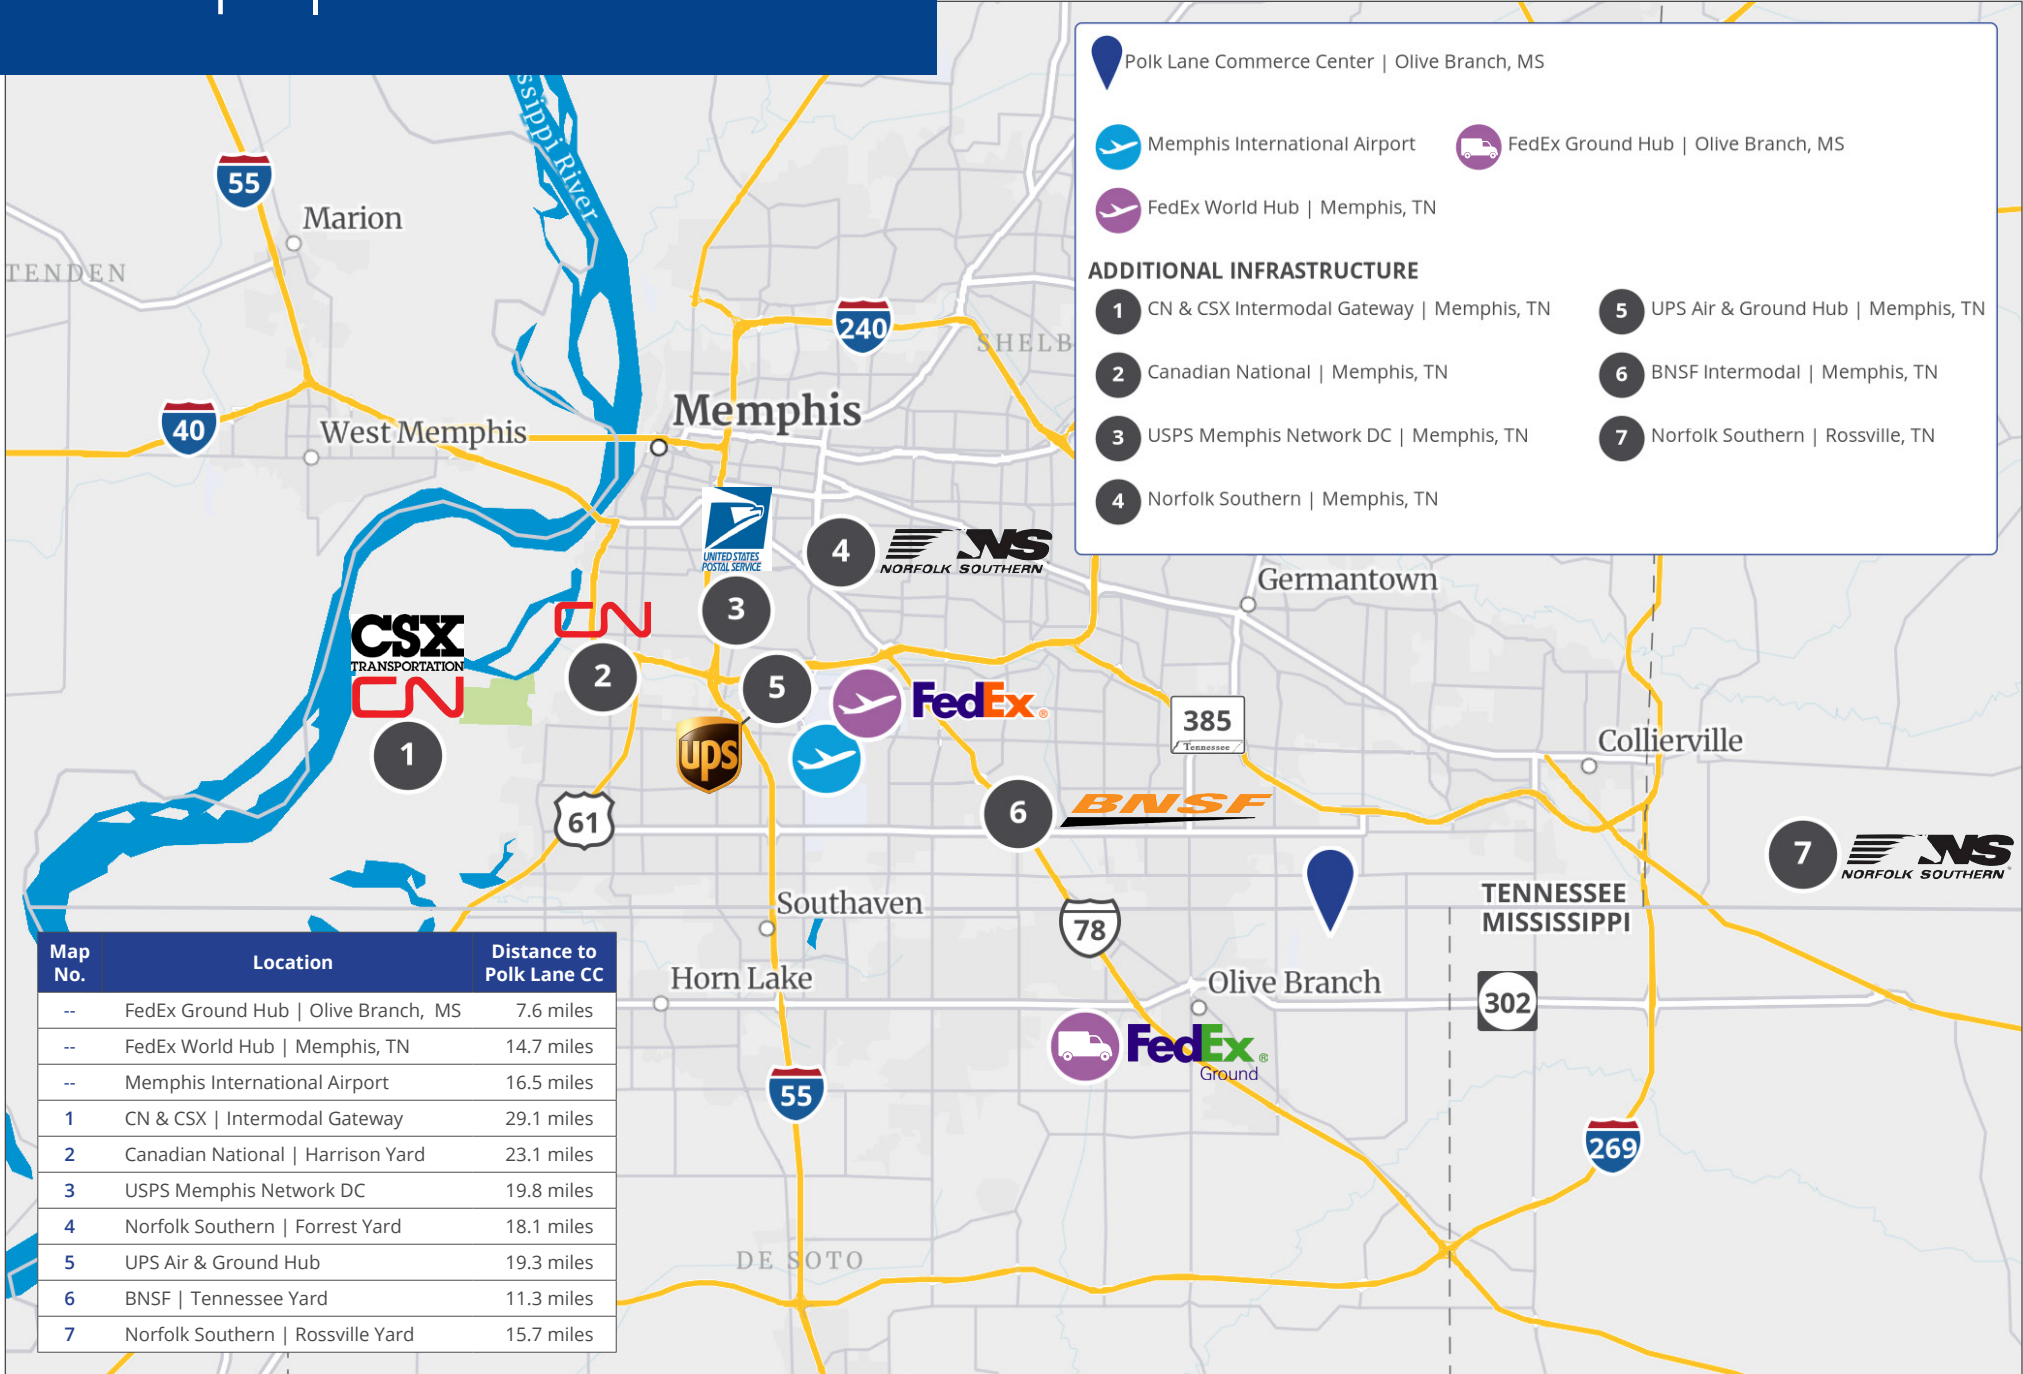 Polk Lane Commerce Center | Olive Branch, MS
Memphis International Airport
FedEx Ground Hub | Olive Branch, MS
FedEx World Hub | Memphis, TN
ADDITIONAL INFRASTRUCTURE
1 CN & CSX Intermodal Gateway | Memphis, TN
5 UPS Air & Ground Hub | Memphis, TN
2 Canadian National | Memphis, TN
6 BNSF Intermodal | Memphis, TN
3 USPS Memphis Network DC | Memphis, TN
7 Norfolk Southern | Rossville, TN
4 Norfolk Southern | Memphis, TN
ssippi River
55
Marion
TENDEN
240
SHELB
Memphis
40
West Memphis
UNITED STATES
POSTAL SERVICE
4
NORFOLK SOUTHERN
Germantown
3
CSX
TRANSPORTATION
CN
CN
2
5
FedEx®
385
Tennessee
Collierville
ups
1
61
6
BNSF
7
NORFOLK SOUTHERN
TENNESSEE
MISSISSIPPI
Southaven
78
Horn Lake
Olive Branch
302
FedEx®
Ground
55
269
DE SOTO
Map No. Location Distance to Polk Lane CC
-- FedEx Ground Hub | Olive Branch, MS 7.6 miles
-- FedEx World Hub | Memphis, TN 14.7 miles
-- Memphis International Airport 16.5 miles
1 CN & CSX | Intermodal Gateway 29.1 miles
2 Canadian National | Harrison Yard 23.1 miles
3 USPS Memphis Network DC 19.8 miles
4 Norfolk Southern | Forrest Yard 18.1 miles
5 UPS Air & Ground Hub 19.3 miles
6 BNSF | Tennessee Yard 11.3 miles
7 Norfolk Southern | Rossville Yard 15.7 miles